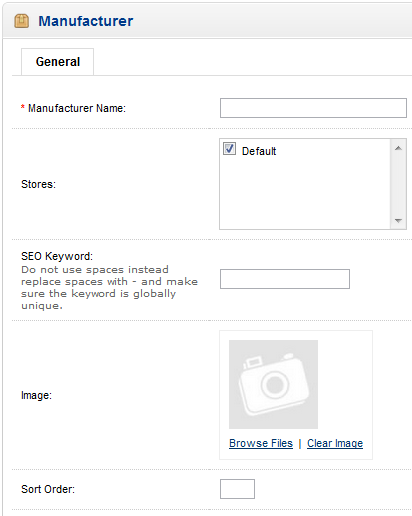 Manufacturer
General
* Manufacturer Name:
Stores:
Default
SEO Keyword:
Do not use spaces instead
replace spaces with - and make
sure the keyword is globally
unique.
Image:
Browse Files | Clear Image
Sort Order: